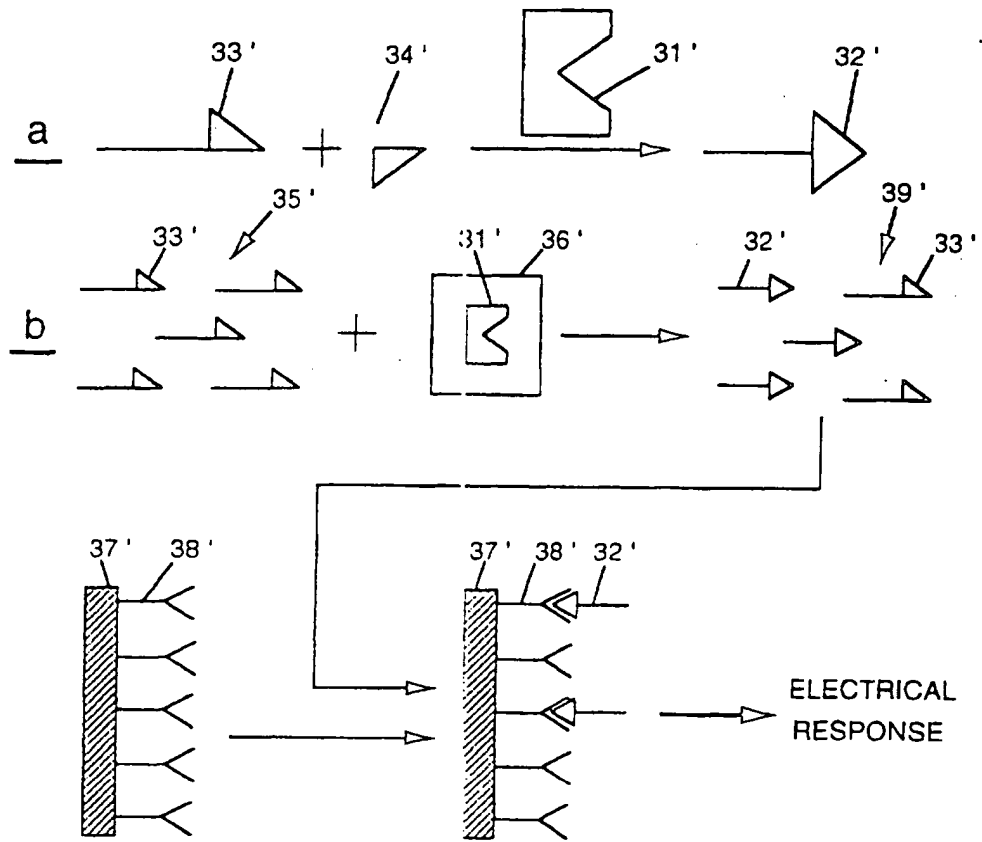 33' 34' 31' 32'
a + 
35' 39'
33' 31' 36' 32' 33'
b +
37' 38' 37' 38' 32'
ELECTRICAL
RESPONSE